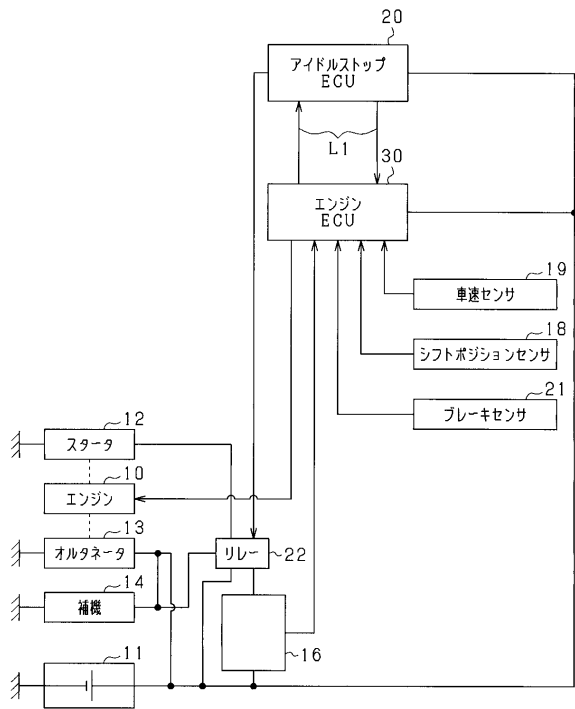 20
アイドルストップ
ECU
L1
30
エンジン
ECU
19
車速センサ
18
シフトポジションセンサ
21
ブレーキセンサ
12
スタータ
10
エンジン
13
オルタネータ
リレー
22
14
補機
16
11